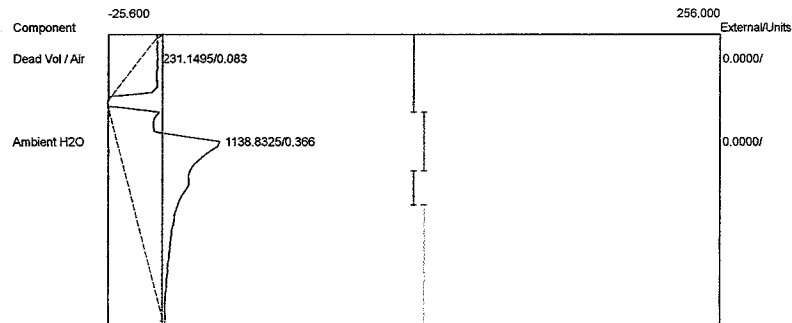 -25.600 256.000
Component External/Units
Dead Vol / Air 231.1495/0.083 0.0000/
Ambient H2O 1138.8325/0.366 0.0000/